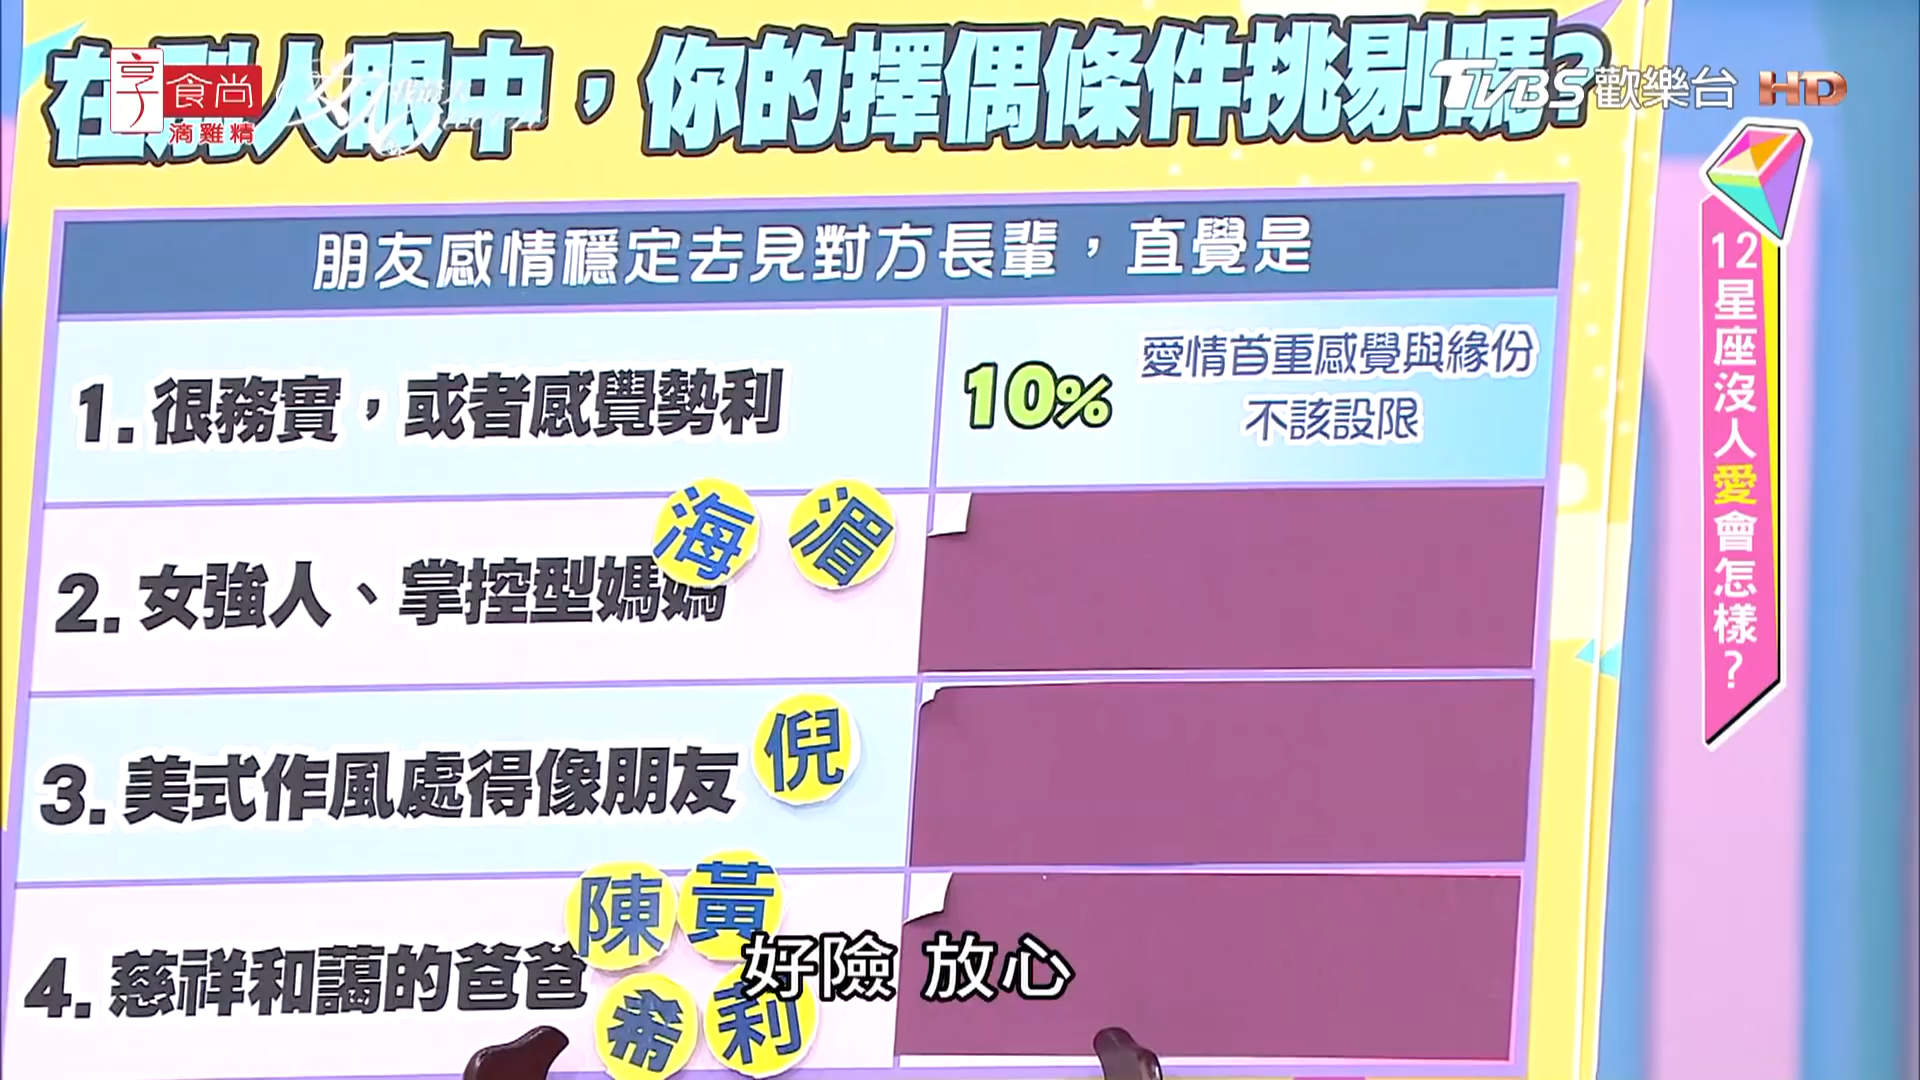 在別人眼中，你的擇偶條件挑剔嗎?
享
食尚
滴雞精
TVBS歡樂台 HD
朋友感情穩定去見對方長輩，直覺是
1.很務實，或者感覺勢利
10%
愛情首重感覺與緣份
不該設限
海
湄
2.女強人、掌控型媽媽
倪
3.美式作風處得像朋友
陳
黃
4.慈祥和藹的爸爸
希
利
好險 放心
12星座沒人愛會怎樣?